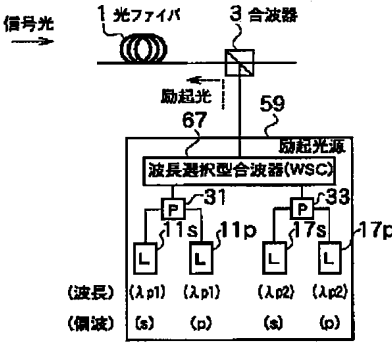 1 光ファイバ
3 合波器
信号光
励起光
59
67
励起光源
波長選択型合波器(WSC)
P 31
P 33
11s 11p 17s 17p
L L L L
(波長) (λp1) (λp1) (λp2) (λp2)
(偏波) (s) (p) (s) (p)